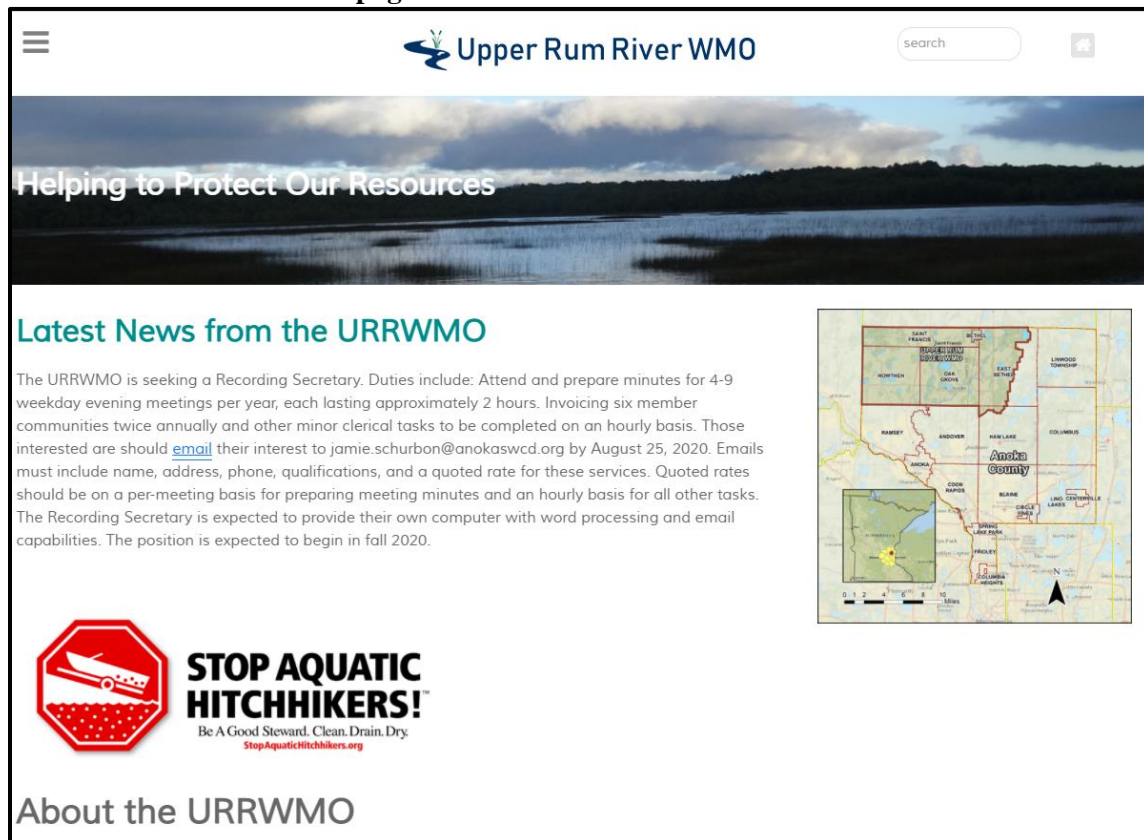 search
Upper Rum River WMO
Helping to Protect Our Resources
Latest News from the URRWMO
The URRWMO is seeking a Recording Secretary. Duties include: Attend and prepare minutes for 4-9
weekday evening meetings per year, each lasting approximately 2 hours. Invoicing six member
communities twice annually and other minor clerical tasks to be completed on an hourly basis. Those
interested are should email their interest to jamie.schurbon@anokaswcd.org by August 25, 2020. Emails
must include name, address, phone, qualifications, and a quoted rate for these services. Quoted rates
should be on a per-meeting basis for preparing meeting minutes and an hourly basis for all other tasks.
The Recording Secretary is expected to provide their own computer with word processing and email
capabilities. The position is expected to begin in fall 2020.
SAINT
FRANCIS
BETHEL
UPPER RUM
RIVER WMO
NOWTHEN
OAK
GROVE
EAST
BETHEL
LINWOOD
TOWNSHIP
RAMSEY
ANDOVER
HAM LAKE
COLUMBUS
Anoka
County
ANOKA
COON
RAPIDS
BLAINE
LINO
LAKES
CENTERVILLE
CIRCLE
PINES
SPRING
LAKE PARK
FRIDLEY
COLUMBIA
HEIGHTS
N
0 1 2 4 6 8 10
Miles
STOP AQUATIC
HITCHHIKERS!™
Be A Good Steward. Clean. Drain. Dry.
StopAquaticHitchhikers.org
About the URRWMO